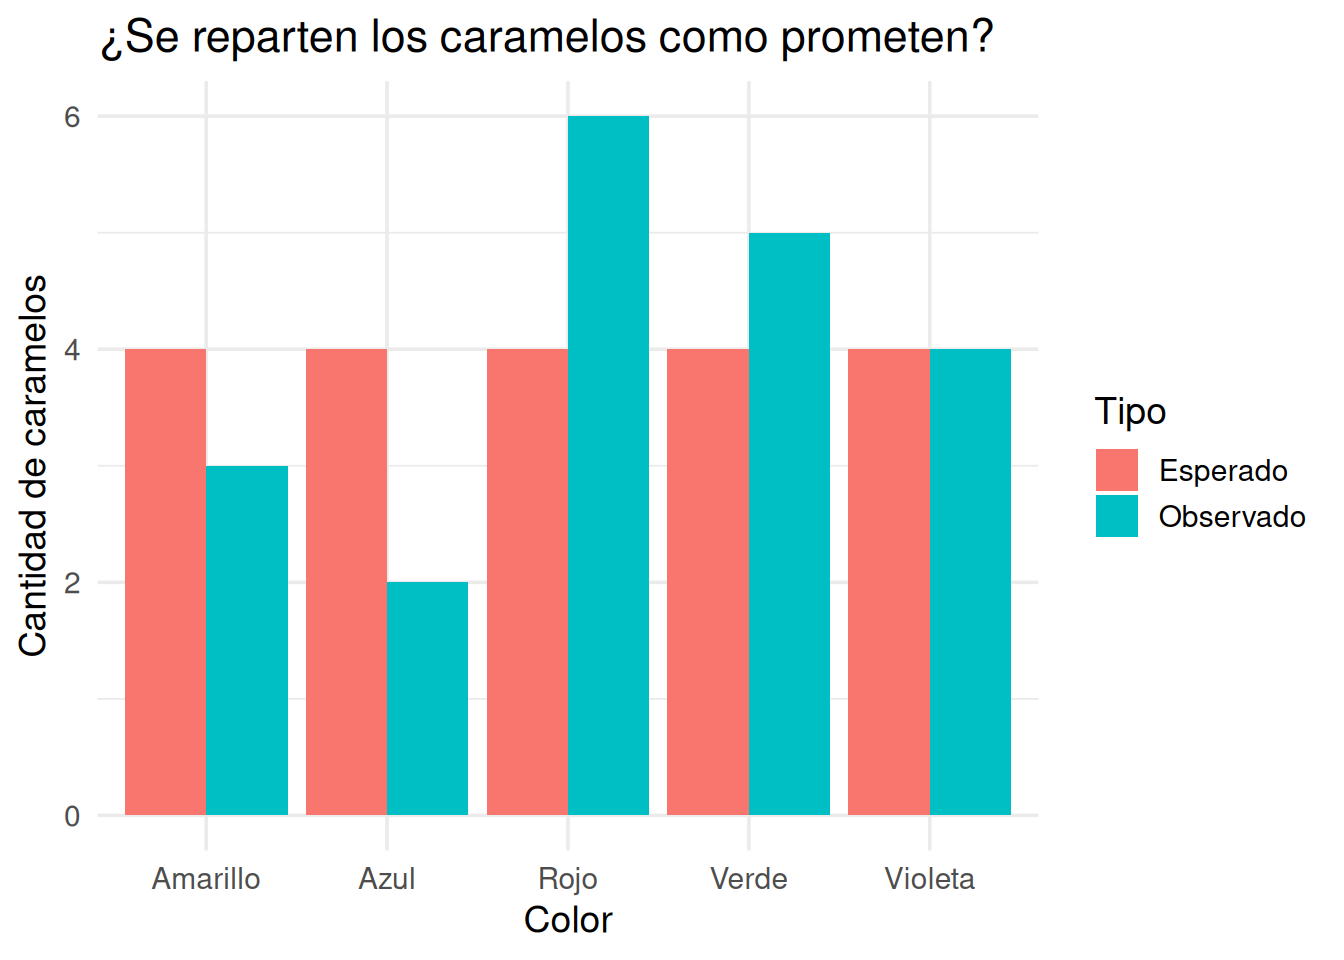 ¿Se reparten los caramelos como prometen?
6
4
2
0
Cantidad de caramelos
Amarillo
Azul
Rojo
Verde
Violeta
Color
Tipo
Esperado
Observado